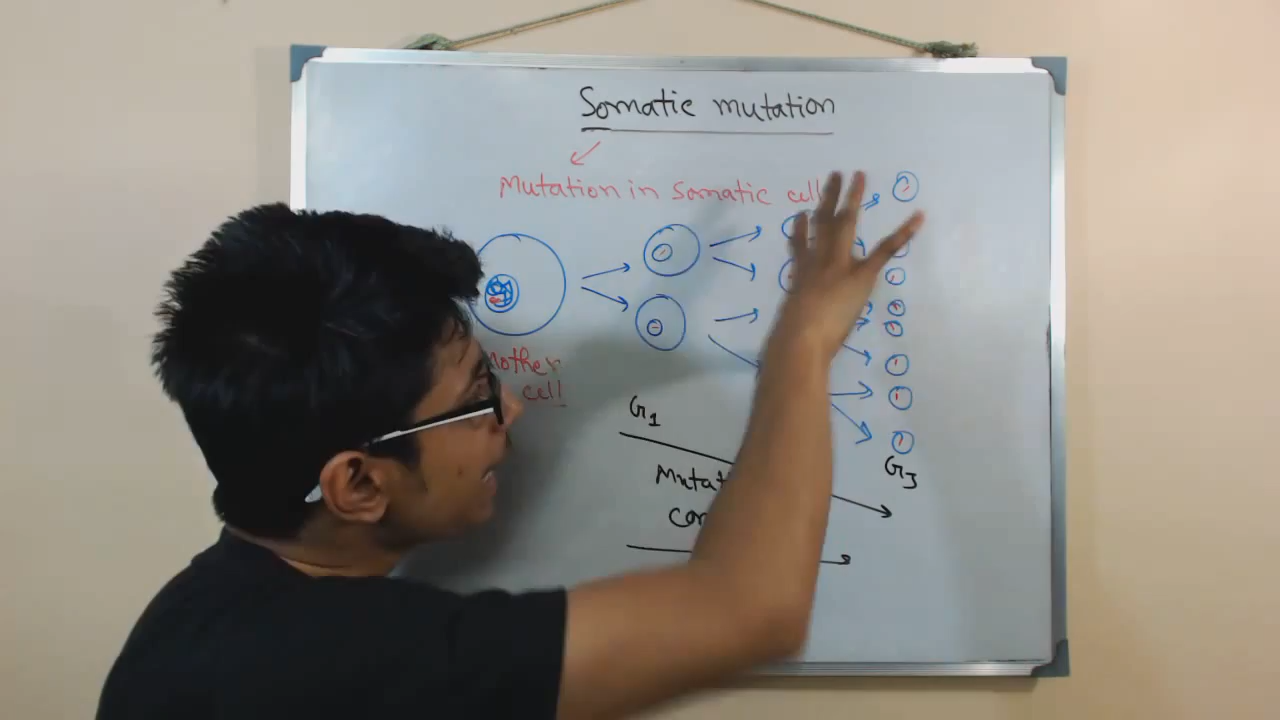 Somatic mutation
Mutation in somatic cell
mother
cell
G1
G3